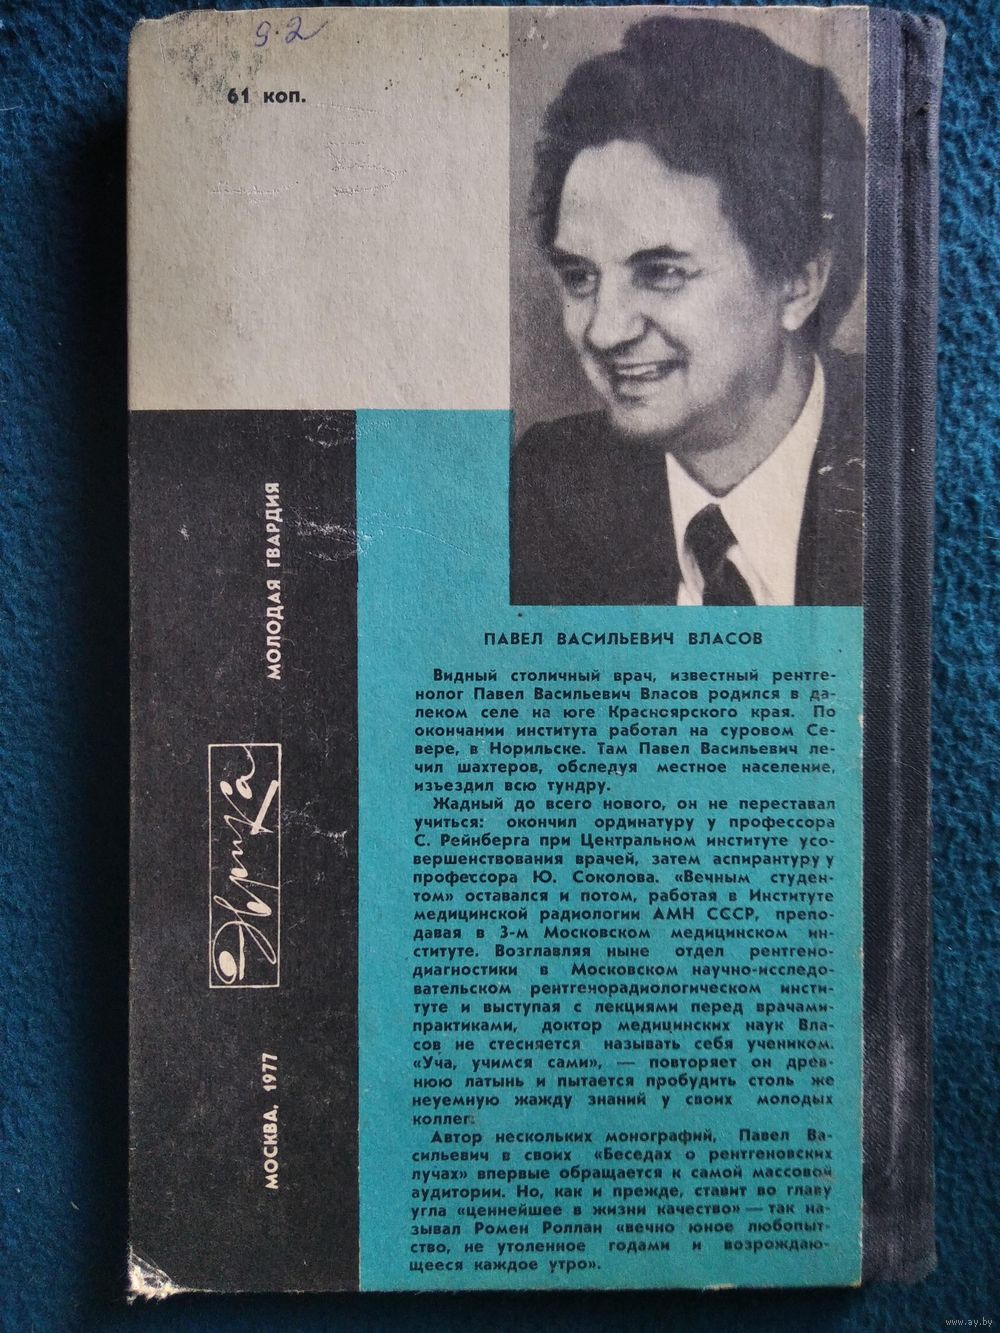 9.2
61 коп.
МОЛОДАЯ ГВАРДИЯ
Эврика
МОСКВА, 1977
ПАВЕЛ ВАСИЛЬЕВИЧ ВЛАСОВ
Видный столичный врач, известный рентге-
нолог Павел Васильевич Власов родился в да-
леком селе на юге Красноярского края. По
окончании института работал на суровом Се-
вере, в Норильске. Там Павел Васильевич ле-
чил шахтеров, обследуя местное население,
изъездил всю тундру.
Жадный до всего нового, он не переставал
учиться: окончил ординатуру у профессора
С. Рейнберга при Центральном институте усо-
вершенствования врачей, затем аспирантуру у
профессора Ю. Соколова. «Вечным студен-
том» оставался и потом, работая в Институте
медицинской радиологии АМН СССР, препо-
давая в 3-м Московском медицинском ин-
ституте. Возглавляя ныне отдел рентгено-
диагностики в Московском научно-исследо-
вательском рентгенорадиологическом инсти-
туте и выступая с лекциями перед врачами-
практиками, доктор медицинских наук Вла-
сов не стесняется называть себя учеником.
«Уча, учимся сами», — повторяет он древ-
нюю латынь и пытается пробудить столь же
неуемную жажду знаний у своих молодых
коллег.
Автор нескольких монографий, Павел Ва-
сильевич в своих «Беседах о рентгеновских
лучах» впервые обращается к самой массовой
аудитории. Но, как и прежде, ставит во главу
угла «ценнейшее в жизни качество» — так на-
зывал Ромен Роллан «вечно юное любопыт-
ство, не утоленное годами и возрождаю-
щееся каждое утро».
www.ay.by